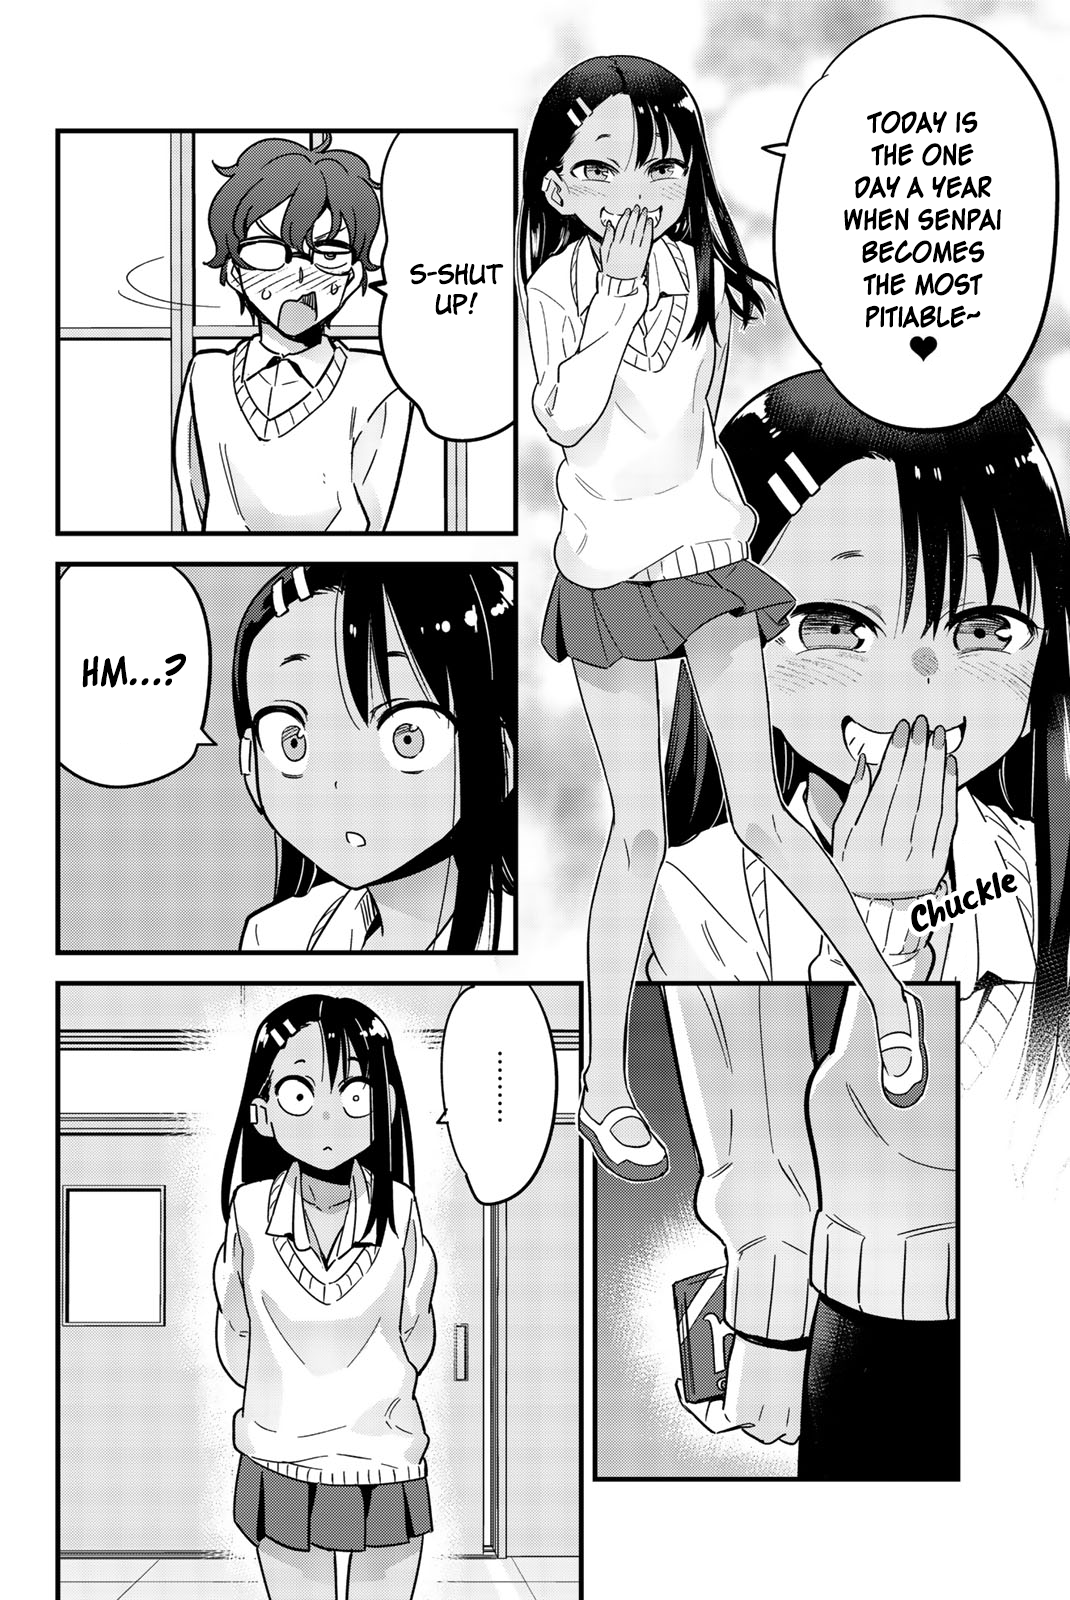 TODAY IS
THE ONE
DAY A YEAR
WHEN SENPAI
BECOMES
THE MOST
PITIABLE~
♥
Chuckle
S-SHUT
UP!
HM...?
.........